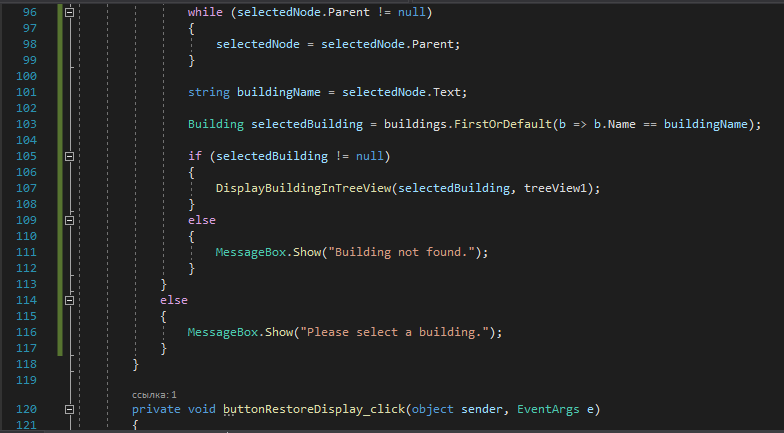 96 while (selectedNode.Parent != null)
97 {
98 selectedNode = selectedNode.Parent;
99 }
100
101 string buildingName = selectedNode.Text;
102
103 Building selectedBuilding = buildings.FirstOrDefault(b => b.Name == buildingName);
104
105 if (selectedBuilding != null)
106 {
107 DisplayBuildingInTreeView(selectedBuilding, treeView1);
108 }
109 else
110 {
111 MessageBox.Show("Building not found.");
112 }
113 }
114 else
115 {
116 MessageBox.Show("Please select a building.");
117 }
118 }
119
ссылка: 1
120 private void buttonRestoreDisplay_click(object sender, EventArgs e)
121 {